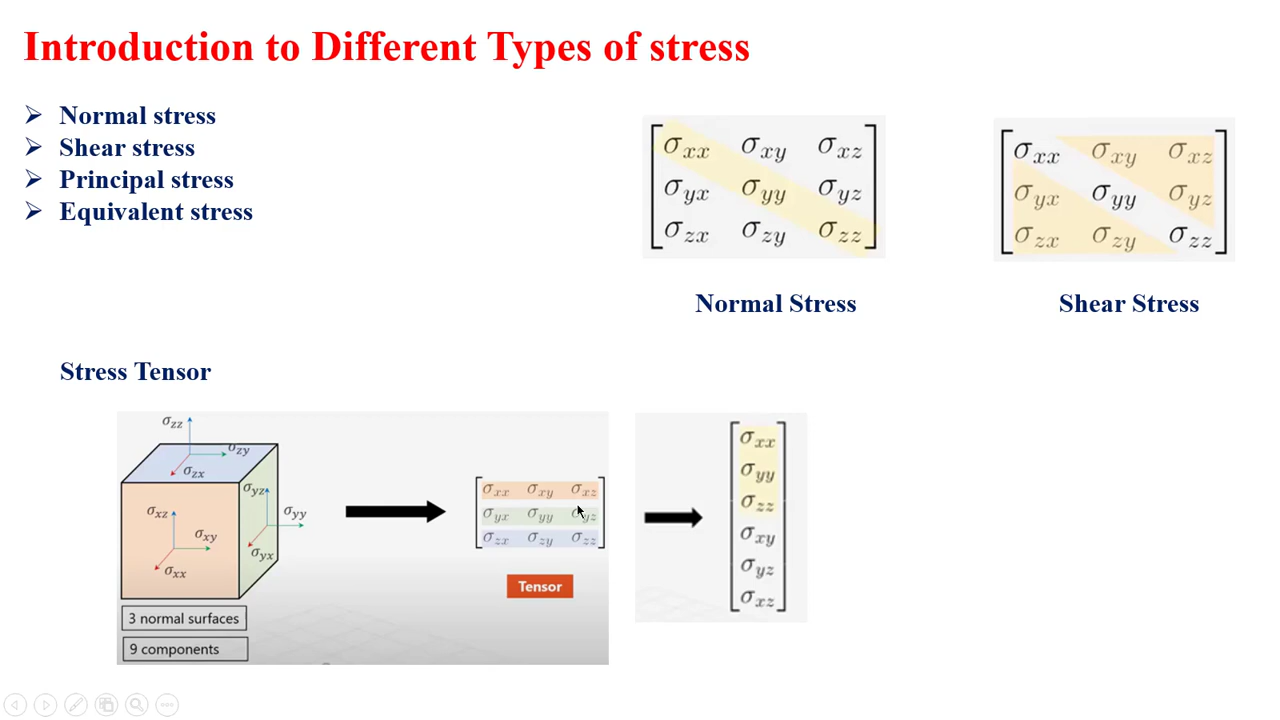 Introduction to Different Types of stress
➢ Normal stress
➢ Shear stress
➢ Principal stress
➢ Equivalent stress
σxx σxy σxz
σyx σyy σyz
σzx σzy σzz
Normal Stress
σxx σxy σxz
σyx σyy σyz
σzx σzy σzz
Shear Stress
Stress Tensor
σzz
σzy
σzx
σxz
σxy
σxx
σyz
σyy
σyx
3 normal surfaces
9 components
σxx σxy σxz
σyx σyy σyz
σzx σzy σzz
Tensor
σxx
σyy
σzz
σxy
σyz
σxz